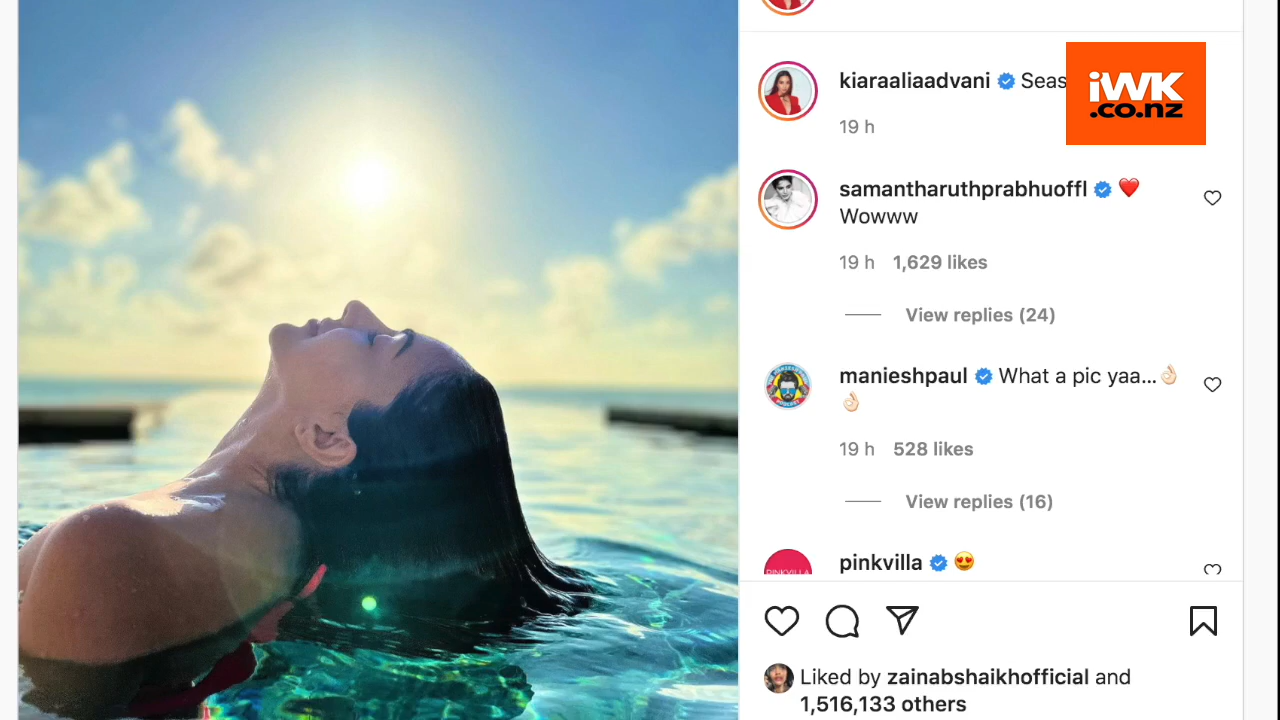 kiaraaliaadvani Seas
iWK
.co.nz
19 h
samantharuthprabhuoffl ❤️
Wowww
19 h 1,629 likes
View replies (24)
manieshpaul What a pic yaa...👌🏻
👌🏻
19 h 528 likes
View replies (16)
pinkvilla 😍
PINKVILLA
Liked by zainabshaikhofficial and
1,516,133 others